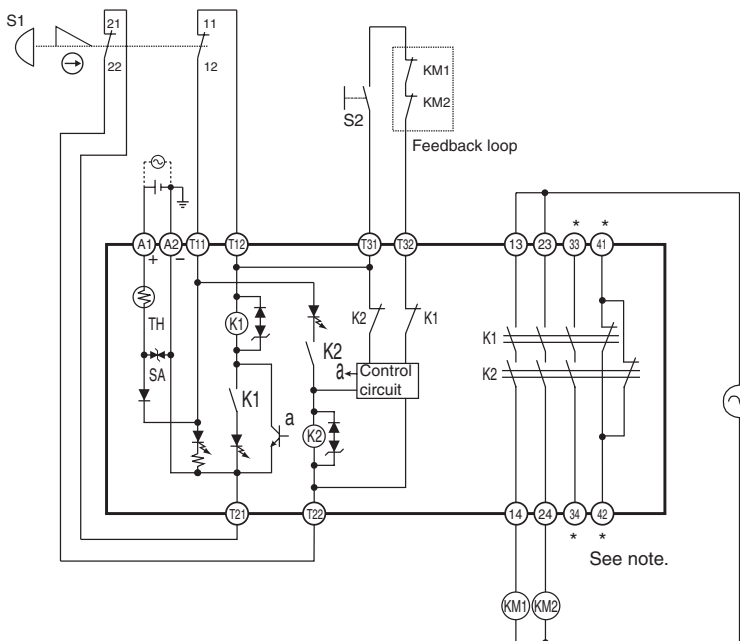 S1
21
11
22
12
KM1
KM2
S2
Feedback loop
A1
A2
T11
T12
T31
T32
13
23
*
33
*
41
+
−
TH
SA
K1
K2
K2
K1
K1
a
Control
circuit
K1
a
K2
K1
K2
T21
T22
14
24
34
42
*
*
See note.
KM1
KM2